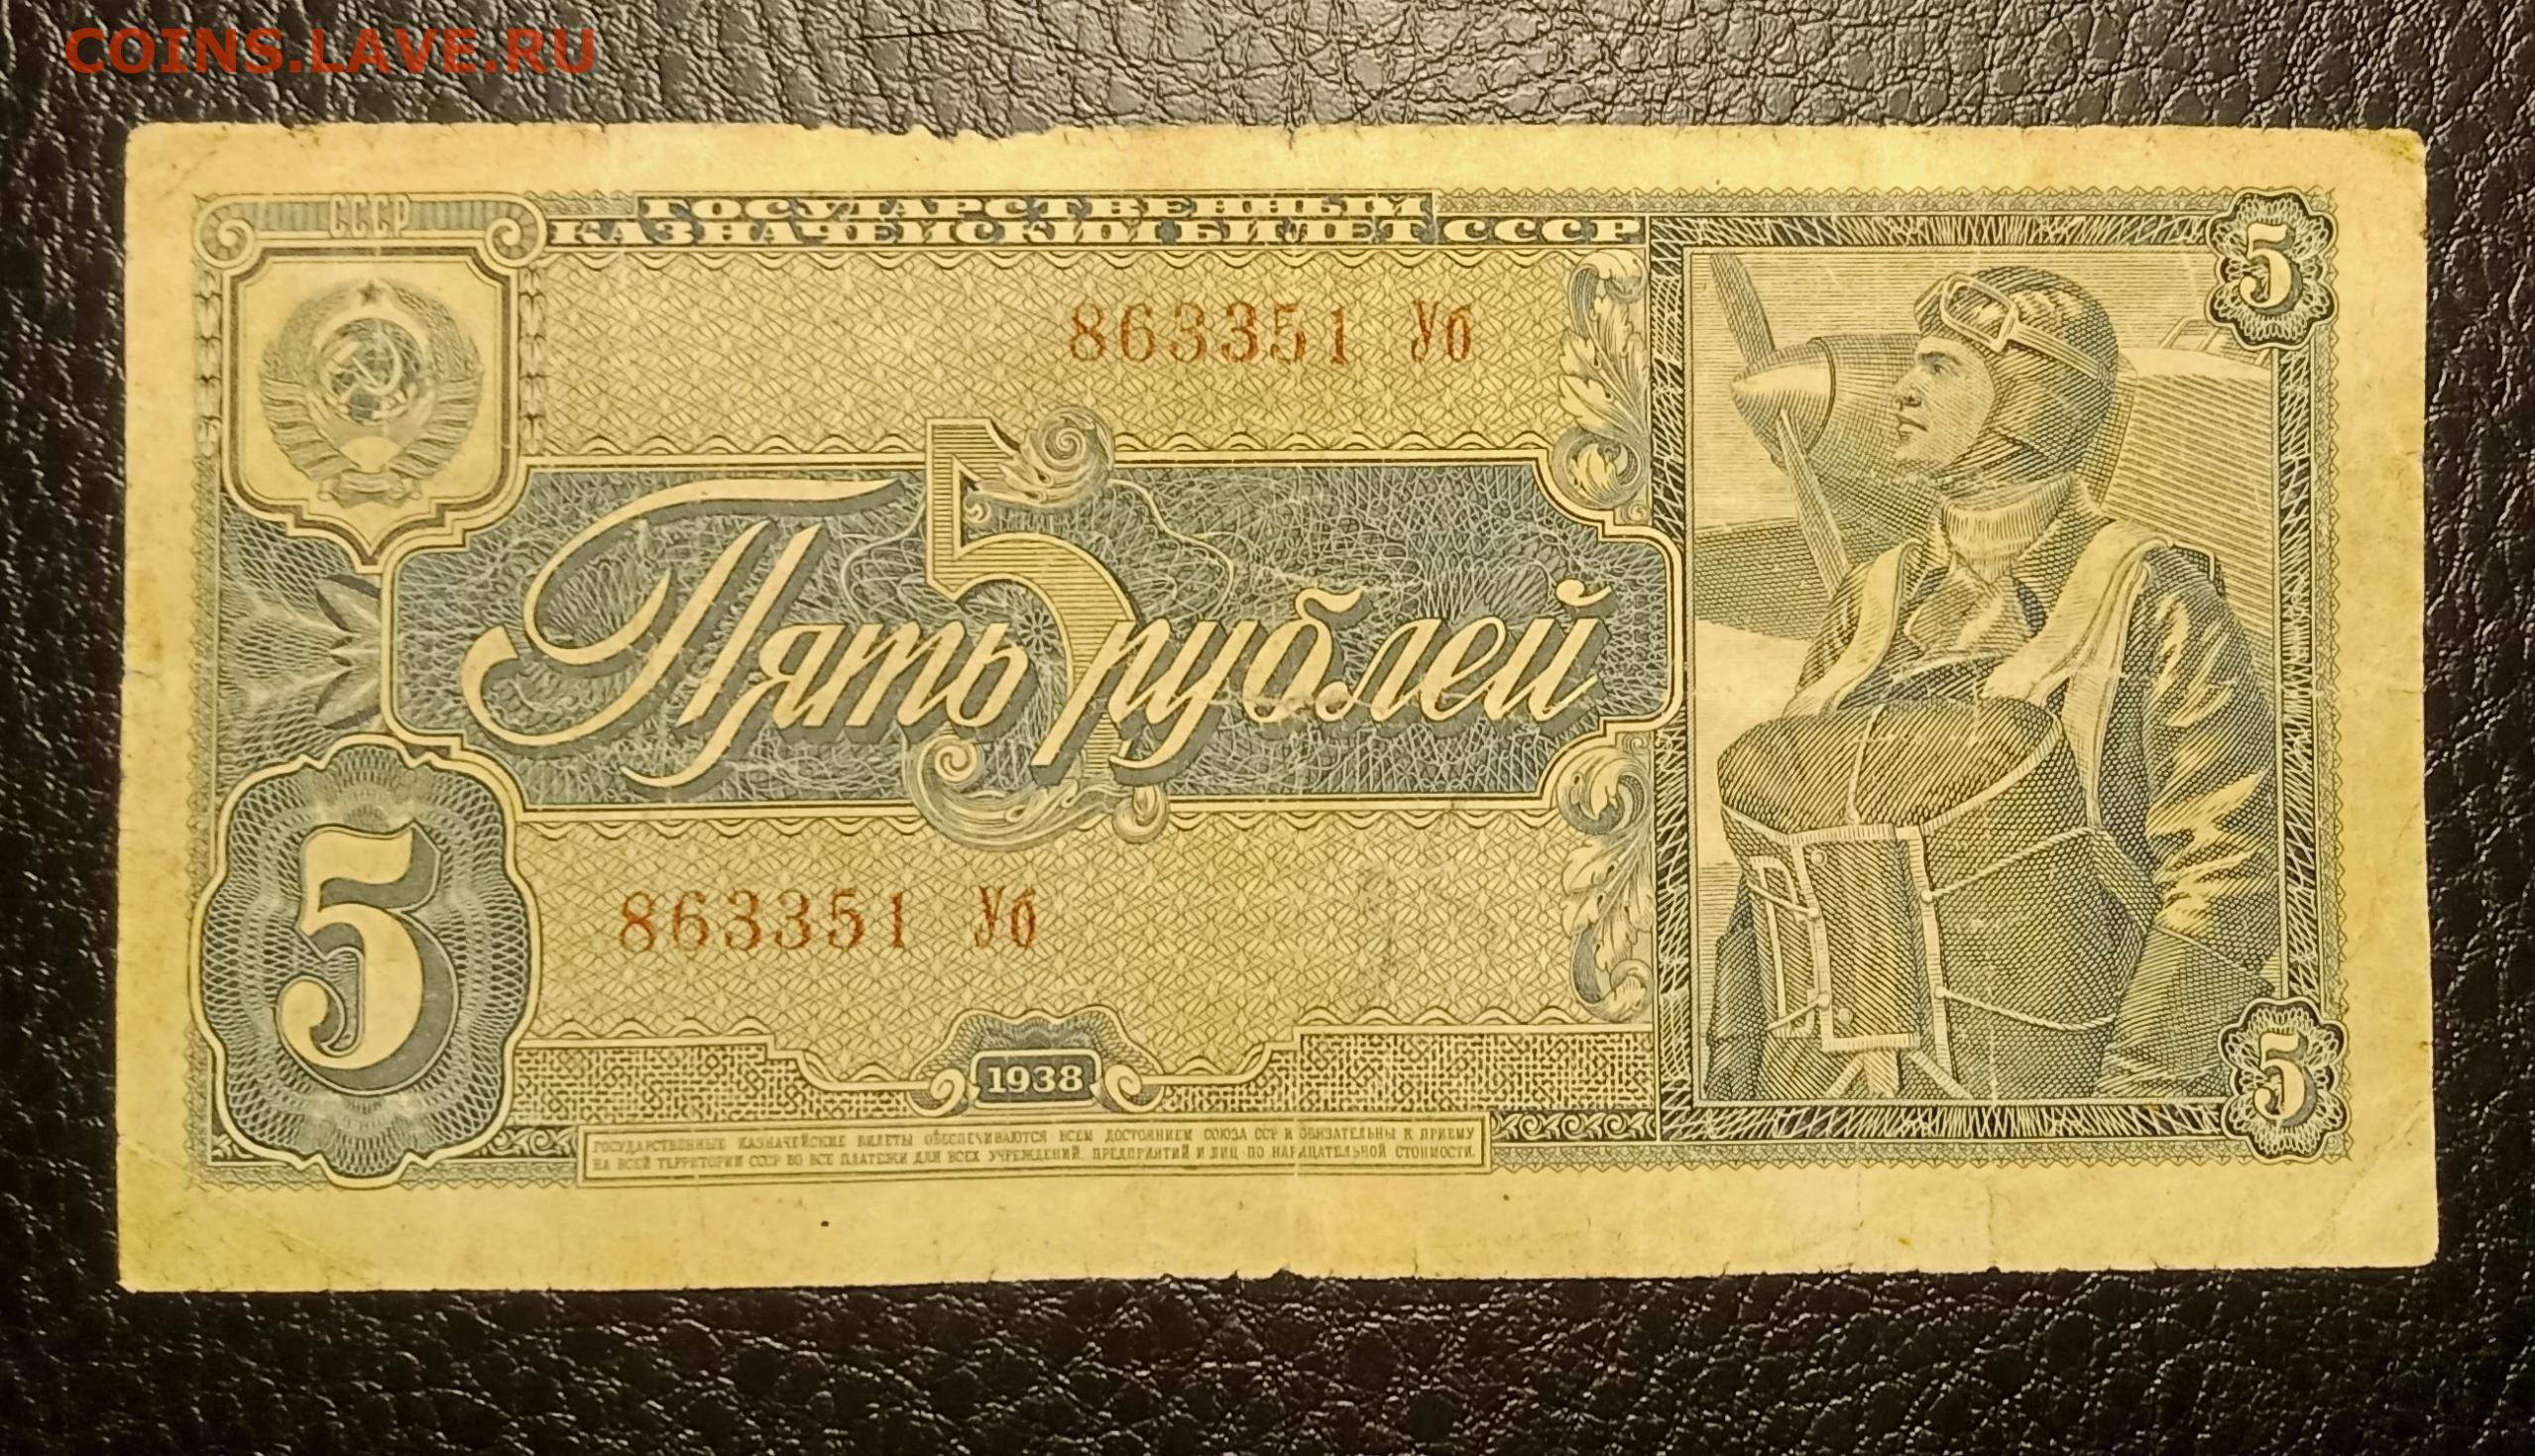 COINS.LAVE.RU
СССР
ГОСУДАРСТВЕННЫЙ
КАЗНАЧЕЙСКИЙ БИЛЕТ СССР
5
863351 Уб
5
Пять рублей
5
863351 Уб
1938
5
ГОСУДАРСТВЕННЫЕ КАЗНАЧЕЙСКИЕ БИЛЕТЫ ОБЕСПЕЧИВАЮТСЯ ВСЕМ ДОСТОЯНИЕМ СОЮЗА ССР И ОБЯЗАТЕЛЬНЫ К ПРИЕМУ
НА ВСЕЙ ТЕРРИТОРИИ СССР ВО ВСЕ ПЛАТЕЖИ ДЛЯ ВСЕХ УЧРЕЖДЕНИЙ, ПРЕДПРИЯТИЙ И ЛИЦ ПО НАРИЦАТЕЛЬНОЙ СТОИМОСТИ.